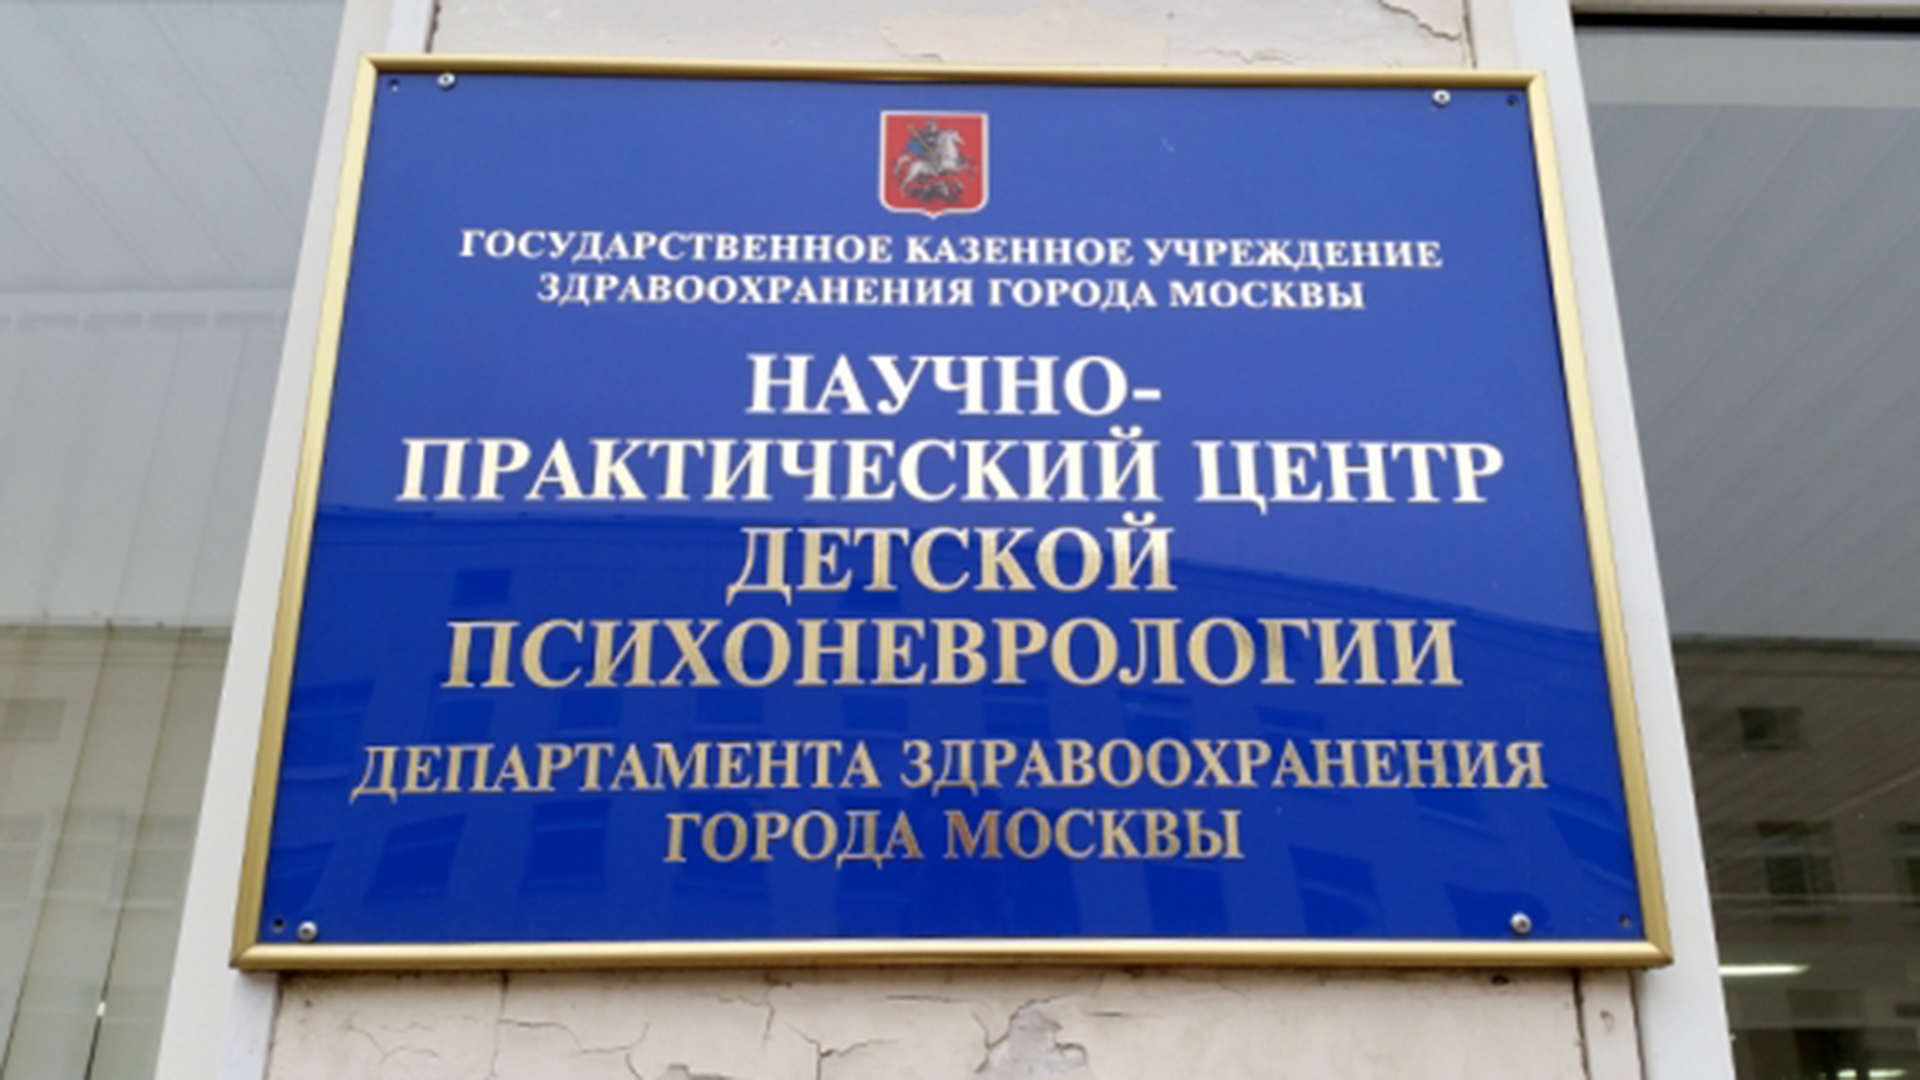 ГОСУДАРСТВЕННОЕ КАЗЕННОЕ УЧРЕЖДЕНИЕ
ЗДРАВООХРАНЕНИЯ ГОРОДА МОСКВЫ
НАУЧНО-
ПРАКТИЧЕСКИЙ ЦЕНТР
ДЕТСКОЙ
ПСИХОНЕВРОЛОГИИ
ДЕПАРТАМЕНТА ЗДРАВООХРАНЕНИЯ
ГОРОДА МОСКВЫ